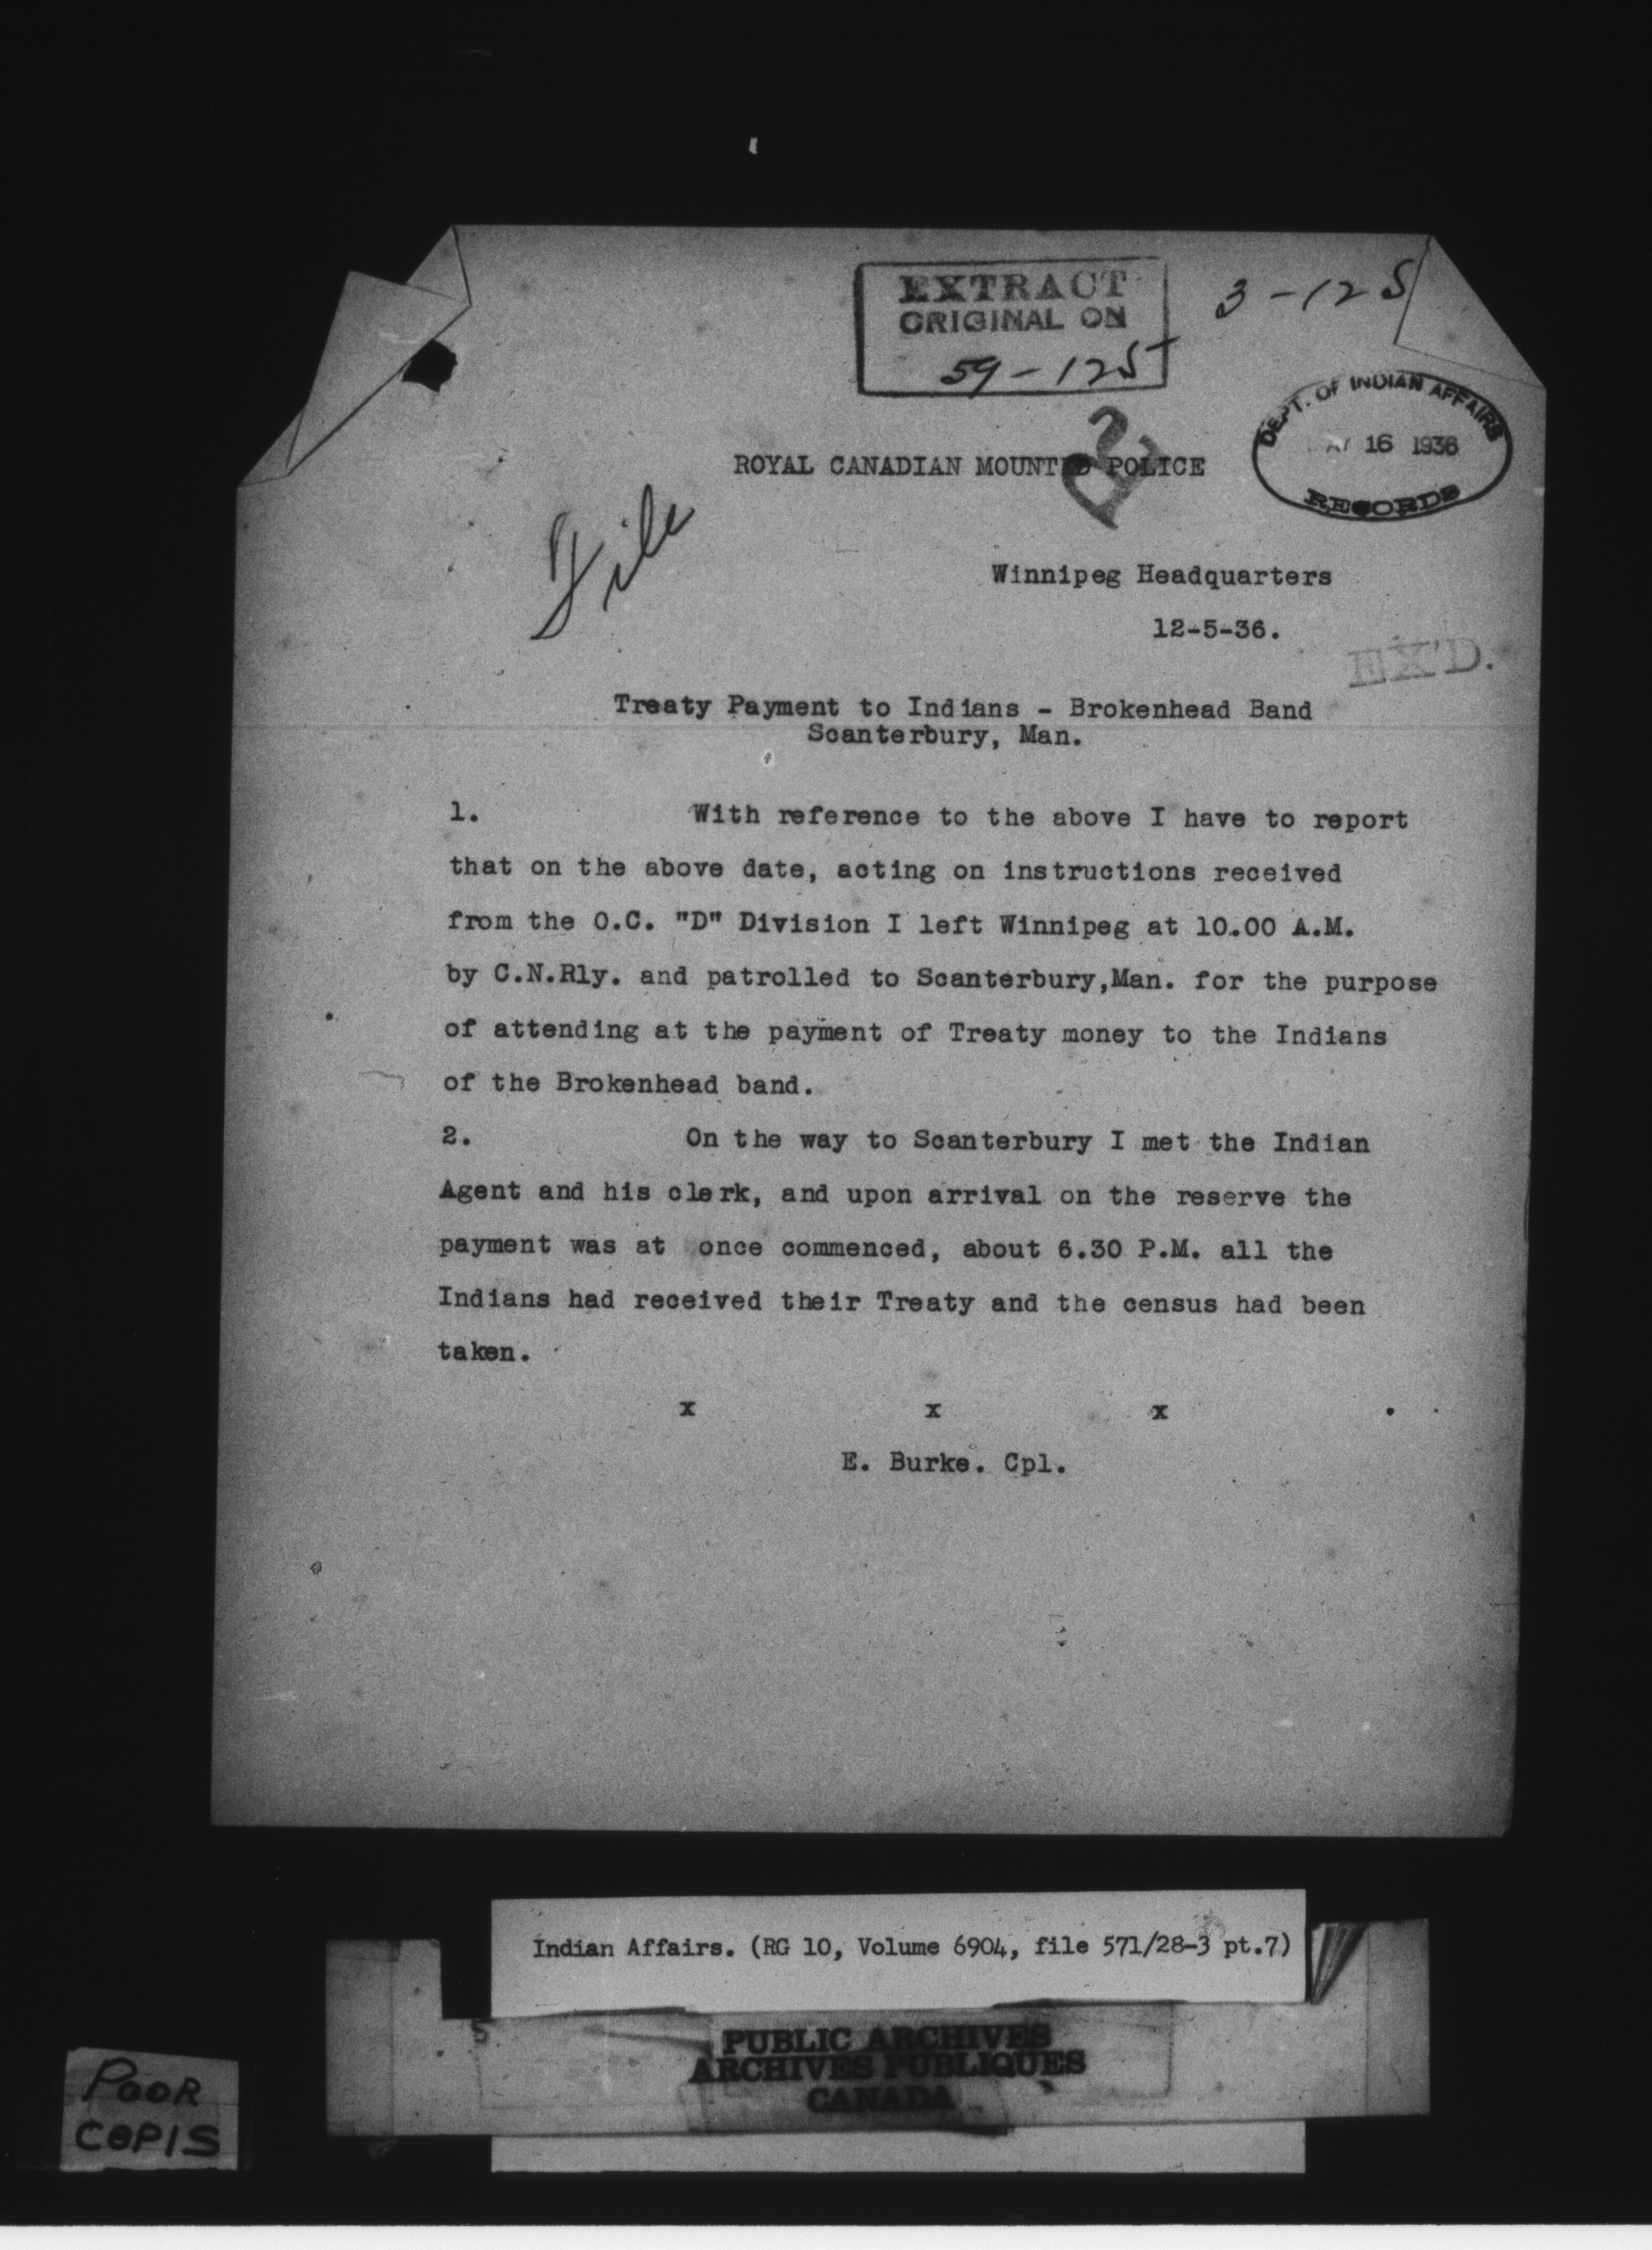 EXTRACT
ORIGINAL ON
59-125
3-125
DEPT. OF INDIAN AFFAIRS
16 1936
RECORDS
ROYAL CANADIAN MOUNTED POLICE
File
Winnipeg Headquarters
12-5-36.
EX'D.
Treaty Payment to Indians - Brokenhead Band
Scanterbury, Man.
1. With reference to the above I have to report
that on the above date, acting on instructions received
from the O.C. "D" Division I left Winnipeg at 10.00 A.M.
by C.N.Rly. and patrolled to Scanterbury,Man. for the purpose
of attending at the payment of Treaty money to the Indians
of the Brokenhead band.
2. On the way to Scanterbury I met the Indian
Agent and his clerk, and upon arrival on the reserve the
payment was at once commenced, about 6.30 P.M. all the
Indians had received their Treaty and the census had been
taken.
x x x
E. Burke. Cpl.
Indian Affairs. (RG 10, Volume 6904, file 571/28-3 pt.7)
PUBLIC ARCHIVES
ARCHIVES PUBLIQUES
CANADA
POOR
COPIS